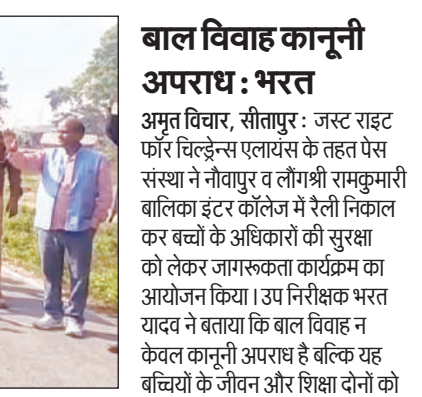 बाल विवाह कानूनी
अपराध : भरत
अमृत विचार, सीतापुर : जस्ट राइट
फॉर चिल्ड्रेन्स एलायंस के तहत पेस
संस्था ने नौवापुर व लौंगश्री रामकुमारी
बालिका इंटर कॉलेज में रैली निकाल
कर बच्चों के अधिकारों की सुरक्षा
को लेकर जागरूकता कार्यक्रम का
आयोजन किया। उप निरीक्षक भरत
यादव ने बताया कि बाल विवाह न
केवल कानूनी अपराध है बल्कि यह
बच्चियों के जीवन और शिक्षा दोनों को